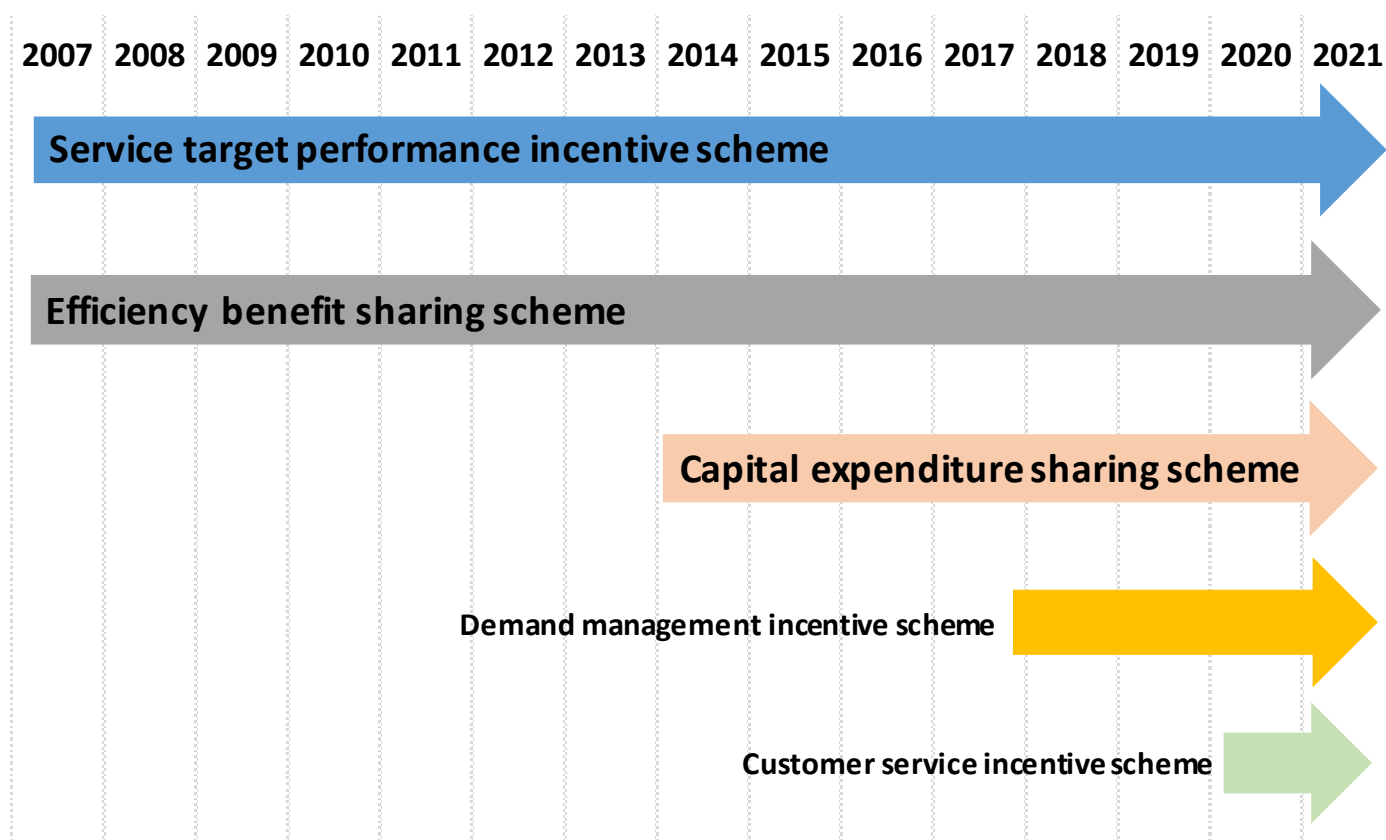 2007 2008 2009 2010 2011 2012 2013 2014 2015 2016 2017 2018 2019 2020 2021
Service target performance incentive scheme
Efficiency benefit sharing scheme
Capital expenditure sharing scheme
Demand management incentive scheme
Customer service incentive scheme